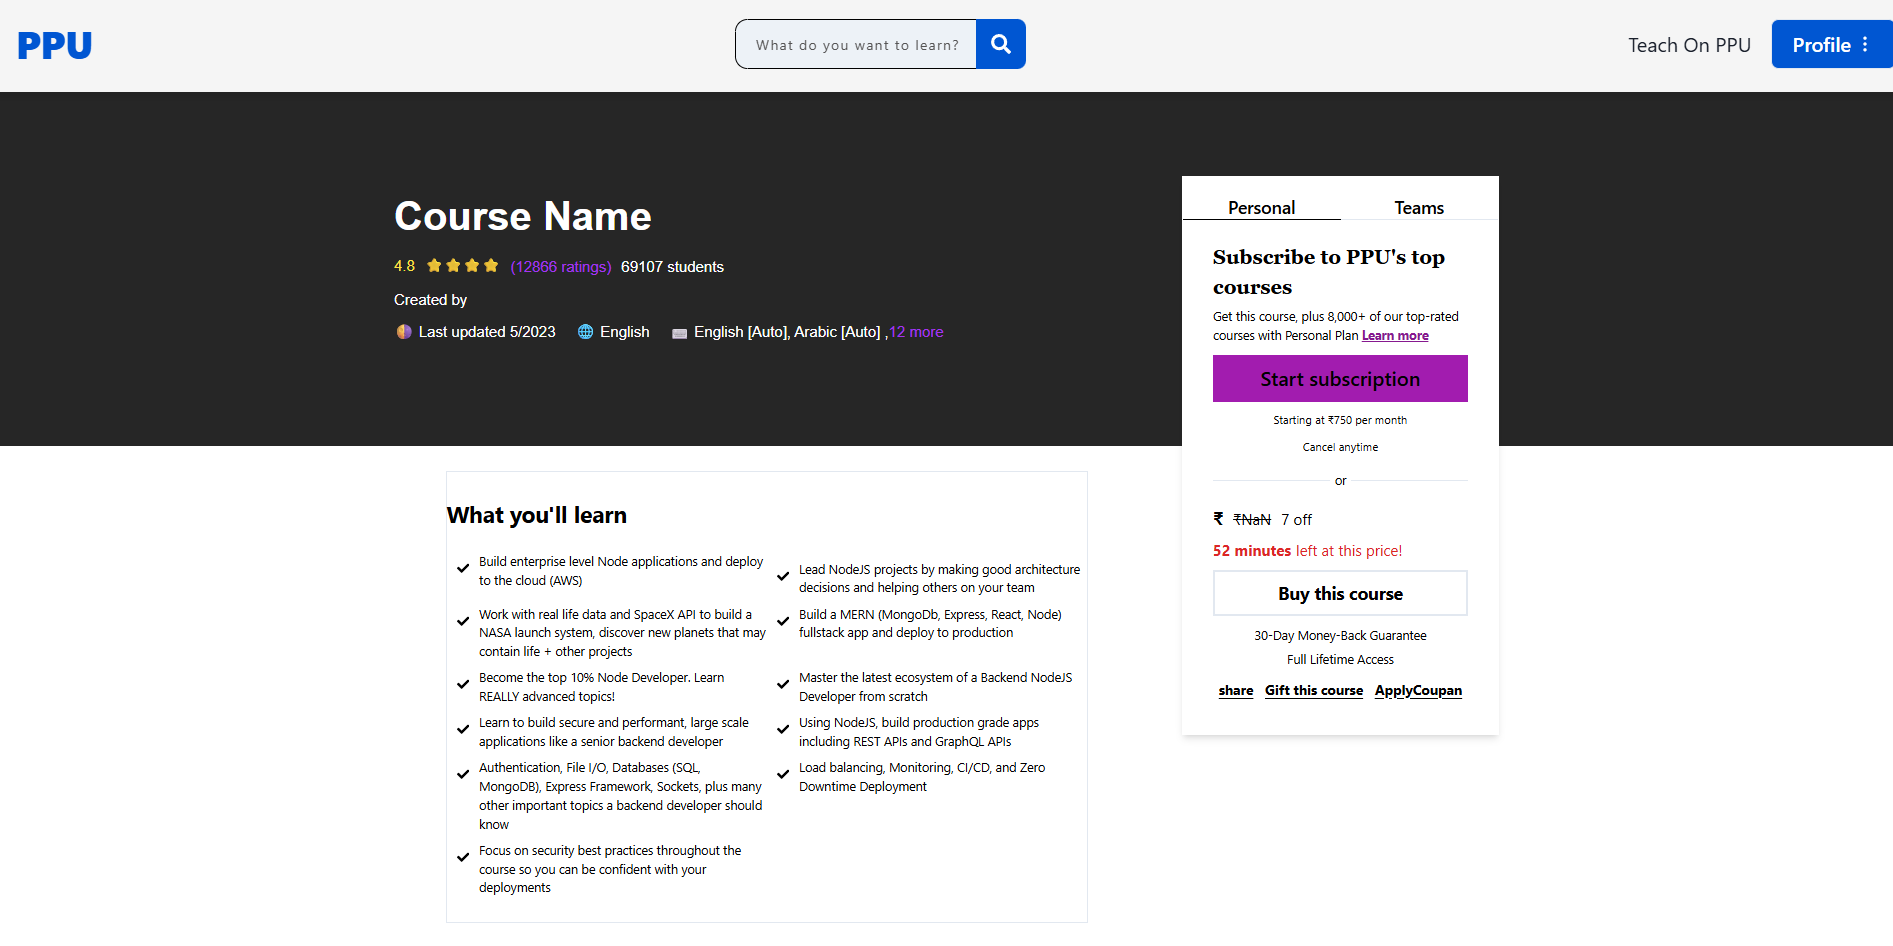 PPU
What do you want to learn?
Teach On PPU
Profile
Course Name
4.8 (12866 ratings) 69107 students
Created by
Last updated 5/2023 English English [Auto], Arabic [Auto] ,12 more
Personal Teams
Subscribe to PPU's top
courses
Get this course, plus 8,000+ of our top-rated
courses with Personal Plan Learn more
Start subscription
Starting at ₹750 per month
Cancel anytime
or
₹ ₹NaN 7 off
52 minutes left at this price!
Buy this course
30-Day Money-Back Guarantee
Full Lifetime Access
share Gift this course ApplyCoupan
What you'll learn
Build enterprise level Node applications and deploy
to the cloud (AWS)
Lead NodeJS projects by making good architecture
decisions and helping others on your team
Work with real life data and SpaceX API to build a
NASA launch system, discover new planets that may
contain life + other projects
Build a MERN (MongoDb, Express, React, Node)
fullstack app and deploy to production
Become the top 10% Node Developer. Learn
REALLY advanced topics!
Master the latest ecosystem of a Backend NodeJS
Developer from scratch
Learn to build secure and performant, large scale
applications like a senior backend developer
Using NodeJS, build production grade apps
including REST APIs and GraphQL APIs
Authentication, File I/O, Databases (SQL,
MongoDB), Express Framework, Sockets, plus many
other important topics a backend developer should
know
Load balancing, Monitoring, CI/CD, and Zero
Downtime Deployment
Focus on security best practices throughout the
course so you can be confident with your
deployments